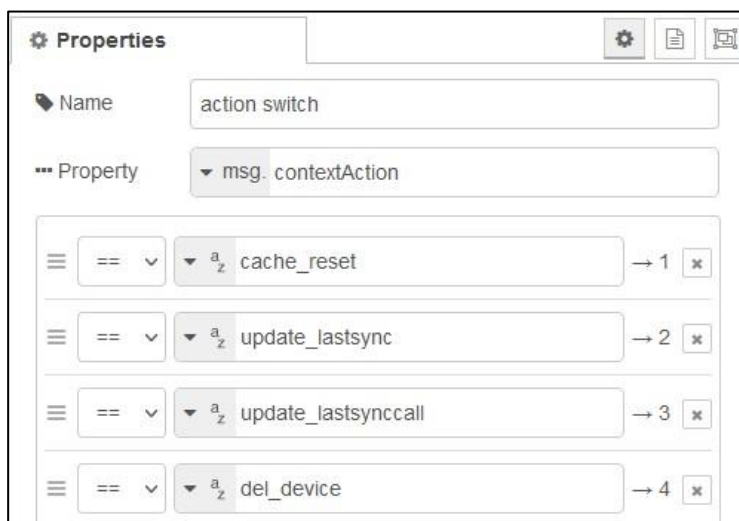 Properties
Name action switch
Property msg. contextAction
== a z cache_reset → 1
== a z update_lastsync → 2
== a z update_lastsynccall → 3
== a z del_device → 4